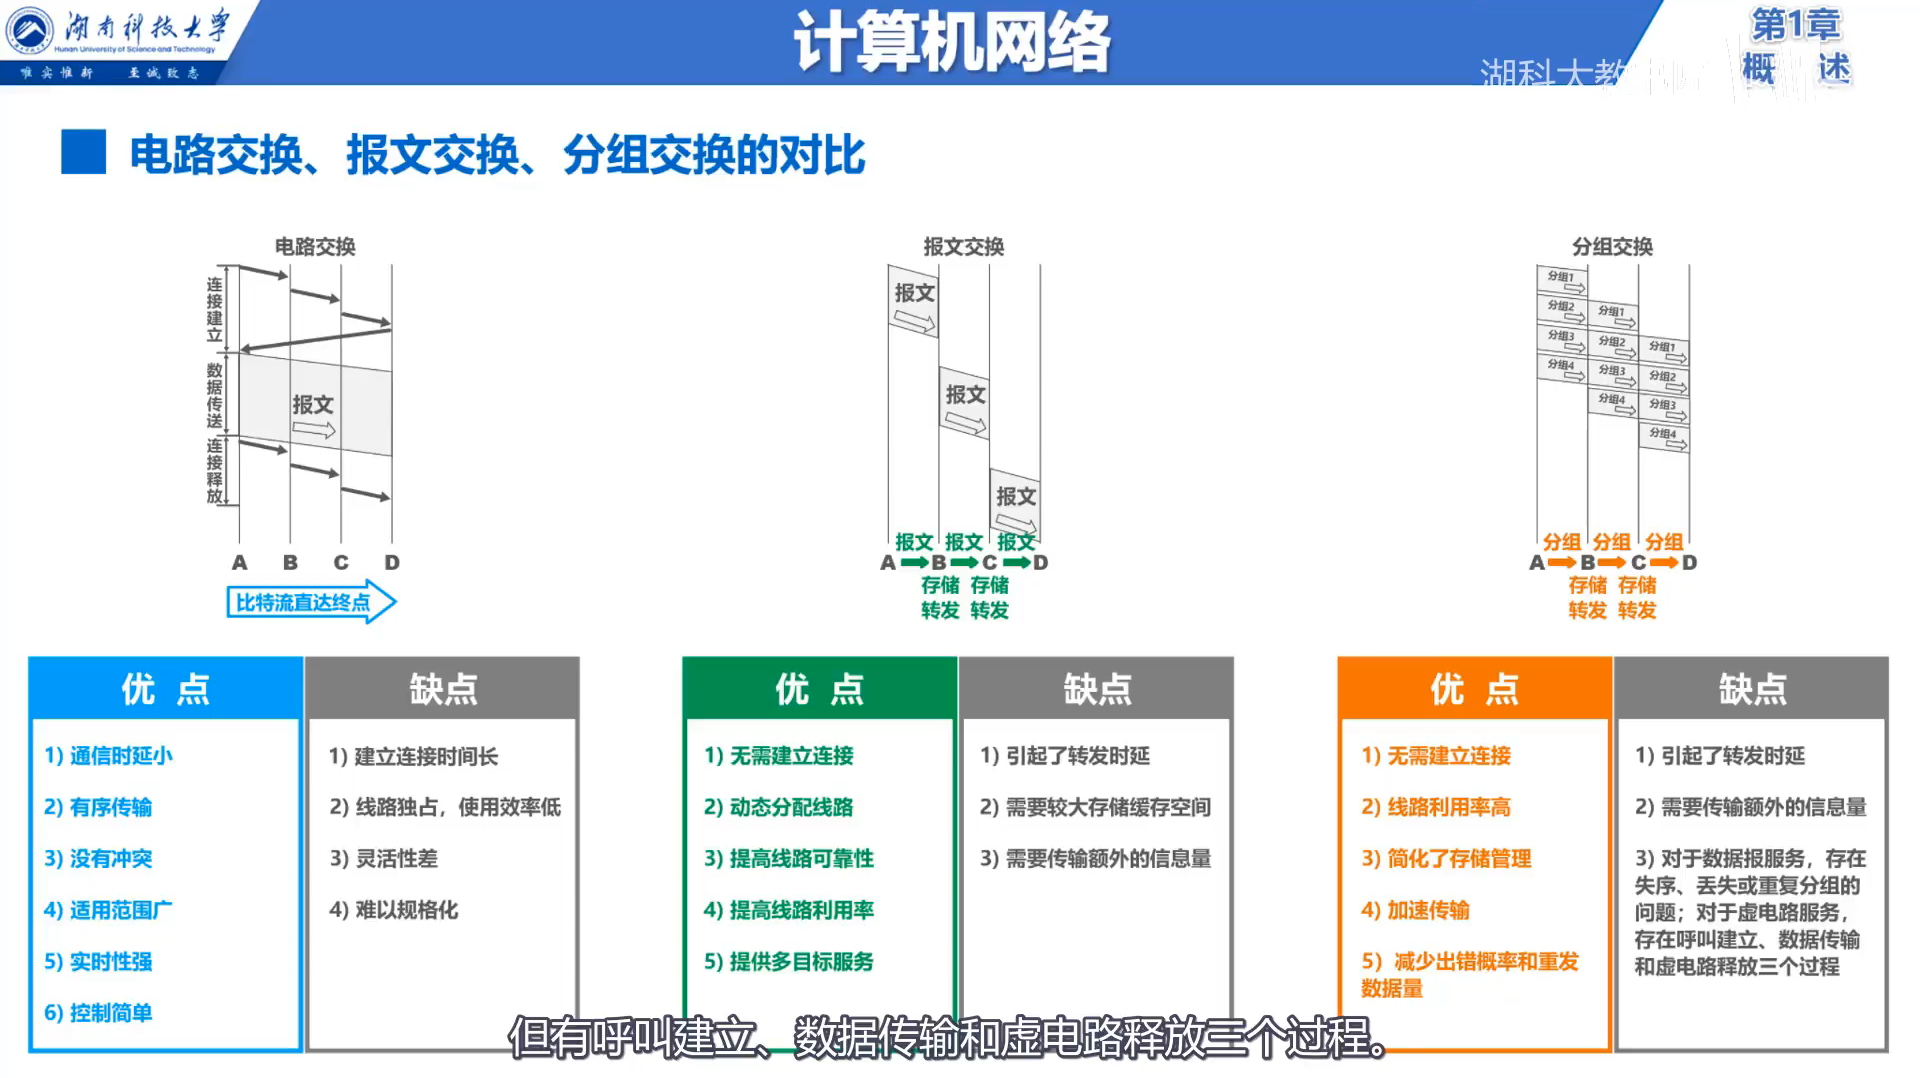 湖南科技大学
Hunan University of Science and Technology
唯实惟新 至诚致志
计算机网络
第1章
概 述
湖科大教
电路交换、报文交换、分组交换的对比
电路交换
连接建立
数据传送
连接释放
报文
A B C D
比特流直达终点
报文交换
报文
报文
报文
报文 报文 报文
A B C D
存储 存储
转发 转发
分组交换
分组1
分组2 分组1
分组3 分组2 分组1
分组4 分组3 分组2
分组4 分组3
分组4
分组 分组 分组
A B C D
存储 存储
转发 转发
优 点
1) 通信时延小
2) 有序传输
3) 没有冲突
4) 适用范围广
5) 实时性强
6) 控制简单
缺点
1) 建立连接时间长
2) 线路独占，使用效率低
3) 灵活性差
4) 难以规格化
优 点
1) 无需建立连接
2) 动态分配线路
3) 提高线路可靠性
4) 提高线路利用率
5) 提供多目标服务
缺点
1) 引起了转发时延
2) 需要较大存储缓存空间
3) 需要传输额外的信息量
优 点
1) 无需建立连接
2) 线路利用率高
3) 简化了存储管理
4) 加速传输
5) 减少出错概率和重发
数据量
缺点
1) 引起了转发时延
2) 需要传输额外的信息量
3) 对于数据报服务，存在
失序、丢失或重复分组的
问题；对于虚电路服务，
存在呼叫建立、数据传输
和虚电路释放三个过程
但有呼叫建立、数据传输和虚电路释放三个过程。